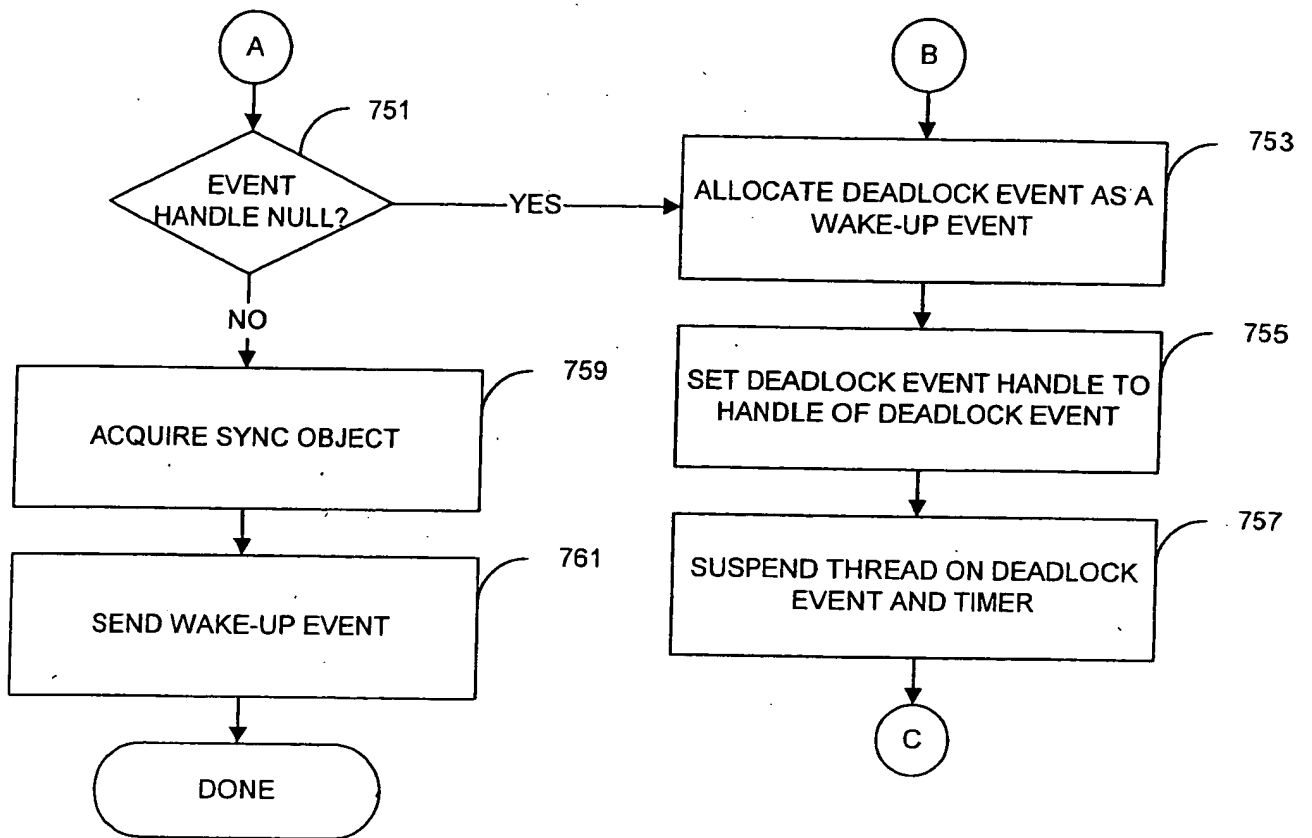 A
751
EVENT
HANDLE NULL?
YES
NO
759
ACQUIRE SYNC OBJECT
761
SEND WAKE-UP EVENT
DONE
B
753
ALLOCATE DEADLOCK EVENT AS A
WAKE-UP EVENT
755
SET DEADLOCK EVENT HANDLE TO
HANDLE OF DEADLOCK EVENT
757
SUSPEND THREAD ON DEADLOCK
EVENT AND TIMER
C